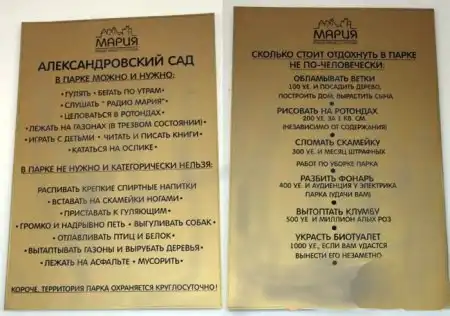 МАРИЯ
АЛЕКСАНДРОВСКИЙ САД
В ПАРКЕ МОЖНО И НУЖНО:
• ГУЛЯТЬ • БЕГАТЬ ПО УТРАМ •
• СЛУШАТЬ "РАДИО МАРИЯ" •
• ЦЕЛОВАТЬСЯ В РОТОНДАХ •
• ЛЕЖАТЬ НА ГАЗОНАХ (В ТРЕЗВОМ СОСТОЯНИИ) •
• ИГРАТЬ С ДЕТЬМИ • ЧИТАТЬ И ПИСАТЬ КНИГИ •
• КАТАТЬСЯ НА ОСЛИКЕ •
В ПАРКЕ НЕ НУЖНО И КАТЕГОРИЧЕСКИ НЕЛЬЗЯ:
РАСПИВАТЬ КРЕПКИЕ СПИРТНЫЕ НАПИТКИ
• ВСТАВАТЬ НА СКАМЕЙКИ НОГАМИ •
• ПРИСТАВАТЬ К ГУЛЯЮЩИМ •
• ГРОМКО И НАДРЫВНО ПЕТЬ • ВЫГУЛИВАТЬ СОБАК •
• ОТЛАВЛИВАТЬ ПТИЦ И БЕЛОК •
• ВЫТАПТЫВАТЬ ГАЗОНЫ И ВЫРУБАТЬ ДЕРЕВЬЯ •
• ЛЕЖАТЬ НА АСФАЛЬТЕ • МУСОРИТЬ •
КОРОЧЕ, ТЕРРИТОРИЯ ПАРКА ОХРАНЯЕТСЯ КРУГЛОСУТОЧНО!
МАРИЯ
СКОЛЬКО СТОИТ ОТДОХНУТЬ В ПАРКЕ
НЕ ПО-ЧЕЛОВЕЧЕСКИ:
ОБЛАМЫВАТЬ ВЕТКИ
100 У.Е. И ПОСАДИТЬ ДЕРЕВО,
ПОСТРОИТЬ ДОМ, ВЫРАСТИТЬ СЫНА
РИСОВАТЬ НА РОТОНДАХ
200 У.Е. ЗА 1 КВ. СМ.
(НЕЗАВИСИМО ОТ СОДЕРЖАНИЯ)
СЛОМАТЬ СКАМЕЙКУ
300 У.Е. И МЕСЯЦ ШТРАФНЫХ
РАБОТ ПО УБОРКЕ ПАРКА
РАЗБИТЬ ФОНАРЬ
400 У.Е. И АУДИЕНЦИЯ У ЭЛЕКТРИКА
ПАРКА (УДАЧИ ВАМ)
ВЫТОПТАТЬ КЛУМБУ
500 У.Е. И МИЛЛИОН АЛЫХ РОЗ
УКРАСТЬ БИОТУАЛЕТ
1000 У.Е., ЕСЛИ ВАМ УДАСТСЯ
ВЫНЕСТИ ЕГО НЕЗАМЕТНО